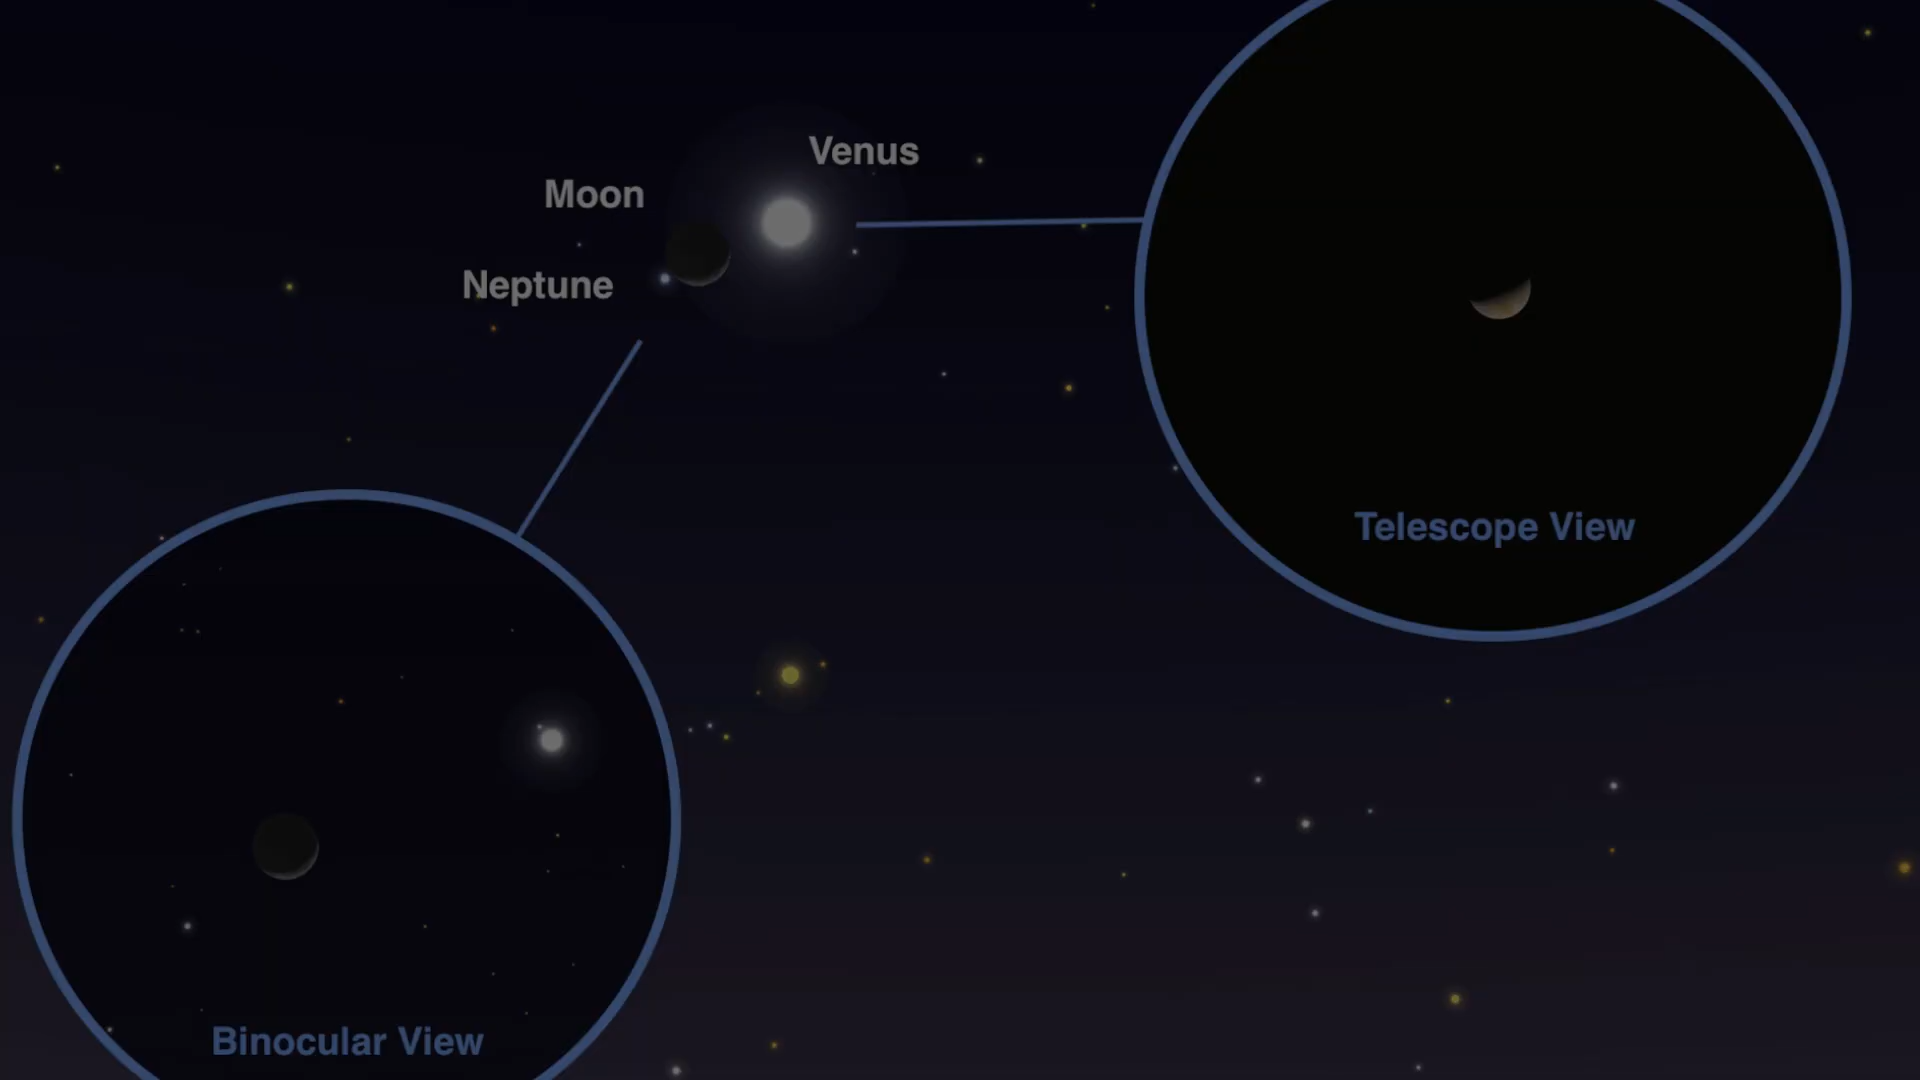 Venus
Moon
Neptune
Telescope View
Binocular View